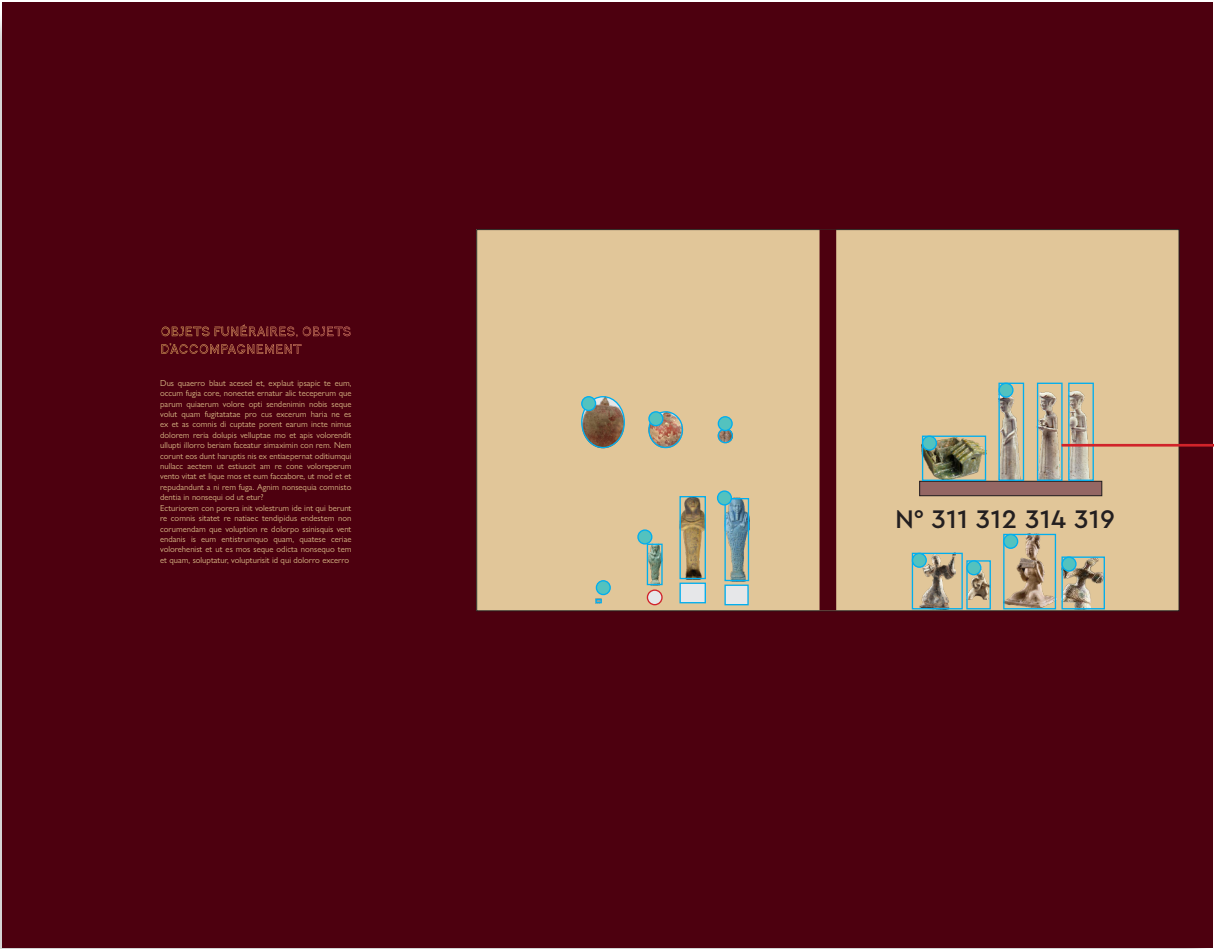 OBJETS FUNÉRAIRES, OBJETS
D'ACCOMPAGNEMENT
Dus quaerro blaut acesed et, explaut ipsapic te eum,
occum fugia core, nonectet ernatur alic teceperum que
parum quiaerum volore opti sendenimin nobis seque
volut quam fugitatatae pro cus excerum haria ne es
ex et as comnis di cuptate porent earum incte nimus
dolorem reria dolupis velluptae mo et apis volorendit
ullupti illorro beriam faceatur simaximin con rem. Nem
corunt eos dunt haruptis nis ex entiaepernat oditiumqui
nullacc aectem ut estiuscit am re cone voloreperum
vento vitat et lique mos et eum faccabore, ut mod et et
repudandunt a ni rem fuga. Agnim nonsequia comnisto
dentia in nonsequi od ut etur?
Ecturiorem con porera init volestrum ide int qui berunt
re comnis sitatet re natiaec tendipidus endestem non
corumendam que voluption re dolorpo ssinisquis vent
endanis is eum entistrumquo quam, quatese ceriae
volorehenist et ut es mos seque odicta nonsequo tem
et quam, soluptatur, volupturisit id qui dolorro excerro
N° 311 312 314 319